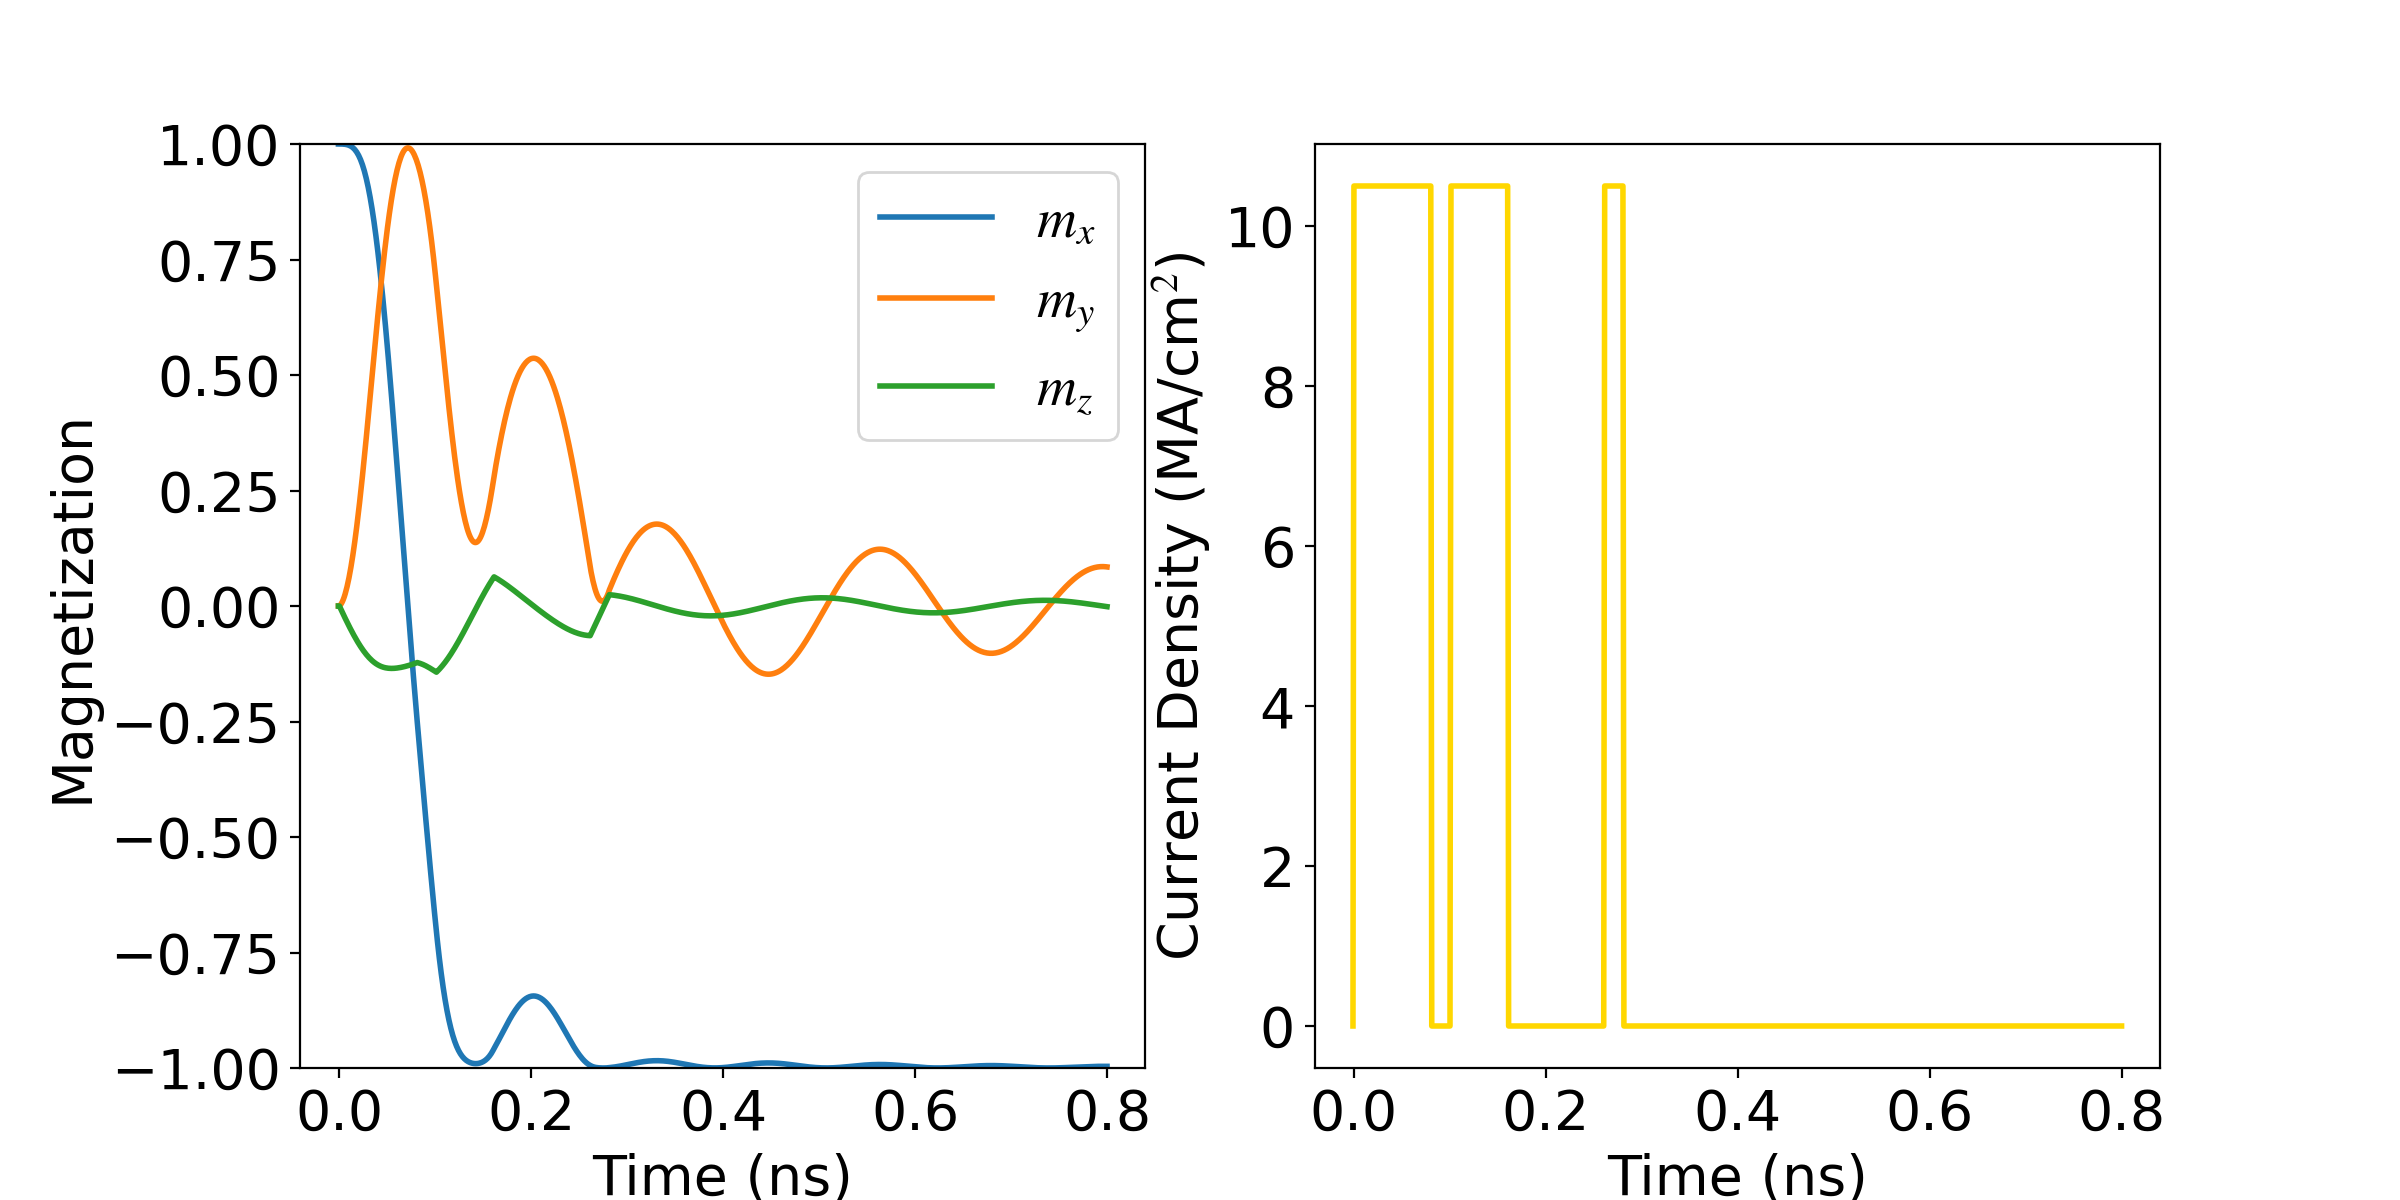 Magnetization
1.00
0.75
0.50
0.25
0.00
−0.25
−0.50
−0.75
−1.00
0.0 0.2 0.4 0.6 0.8
Time (ns)
m_x
m_y
m_z
Current Density (MA/cm²)
10
8
6
4
2
0
0.0 0.2 0.4 0.6 0.8
Time (ns)